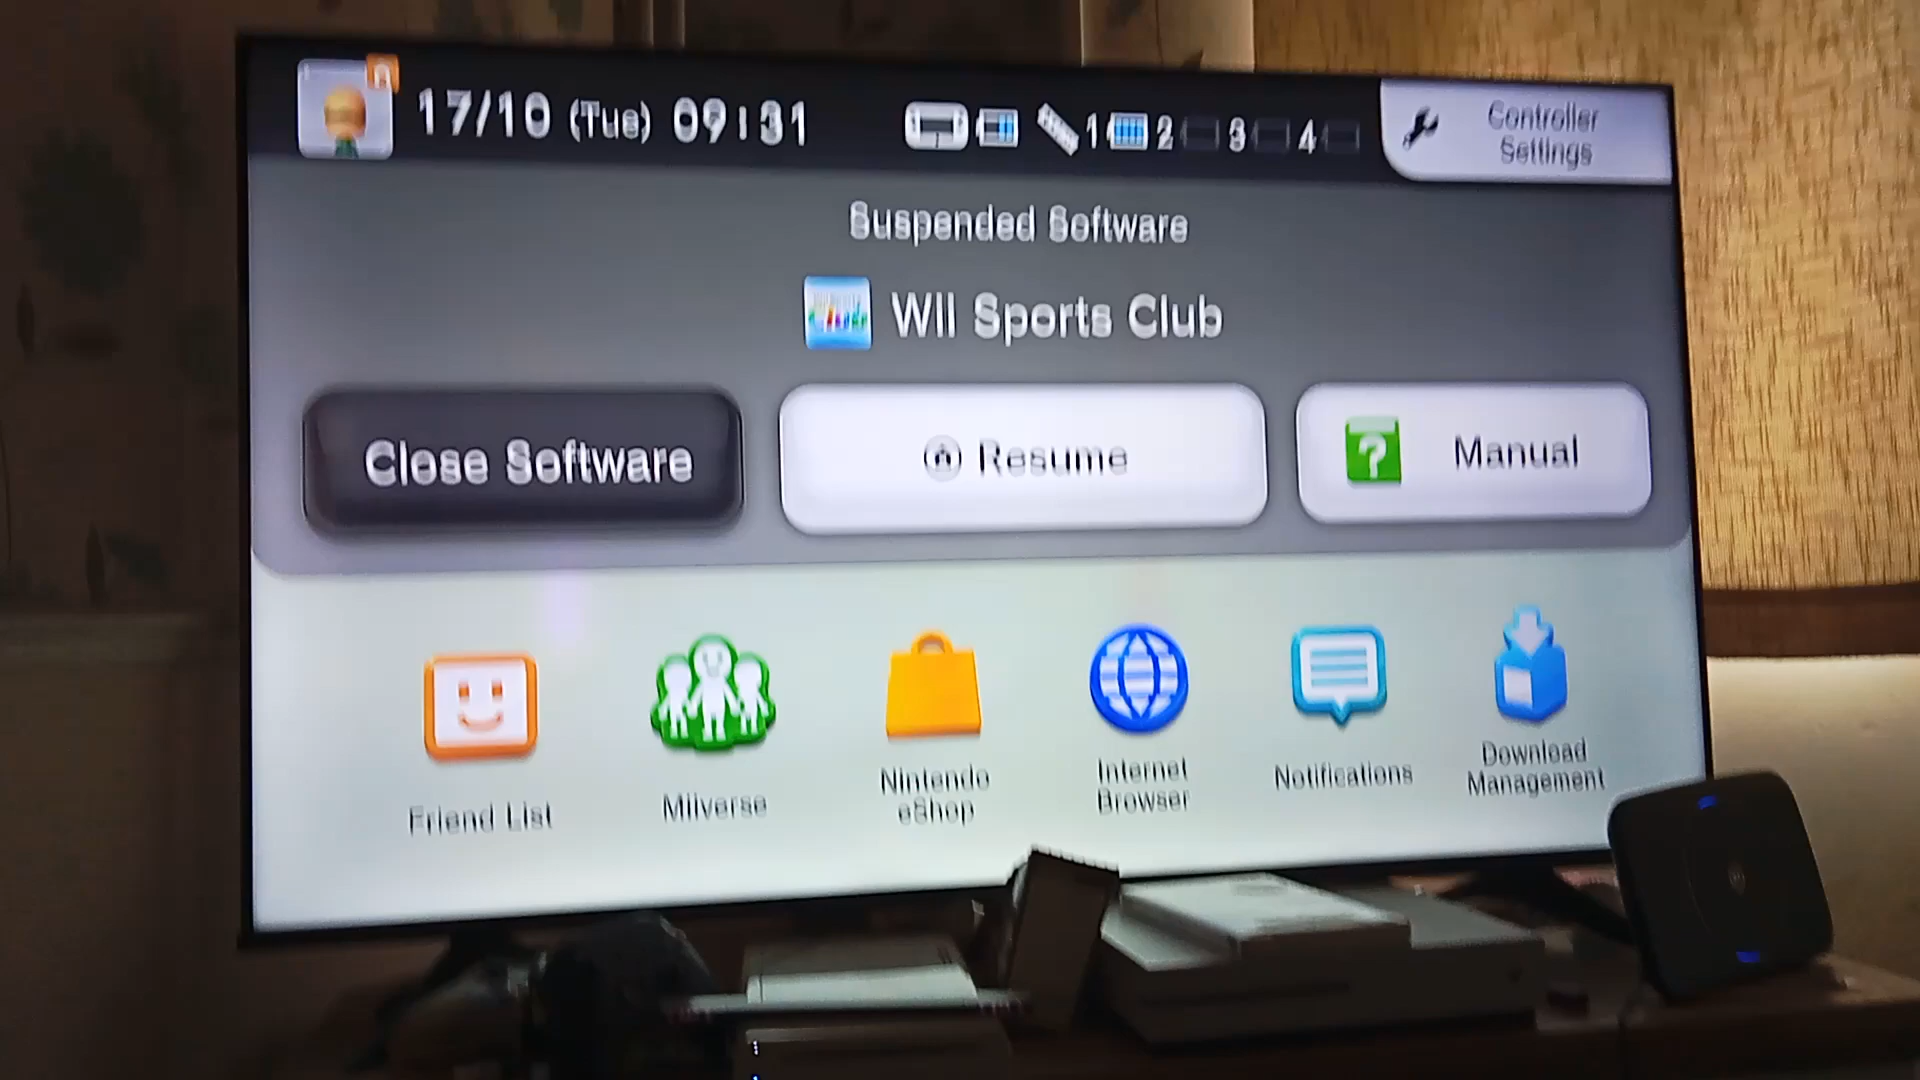 17/10 (Tue) 09:31
1 2 3 4
Controller
Settings
Suspended Software
Club
Wii Sports Club
Close Software
Resume
? Manual
Friend List
Miiverse
Nintendo
eShop
Internet
Browser
Notifications
Download
Management